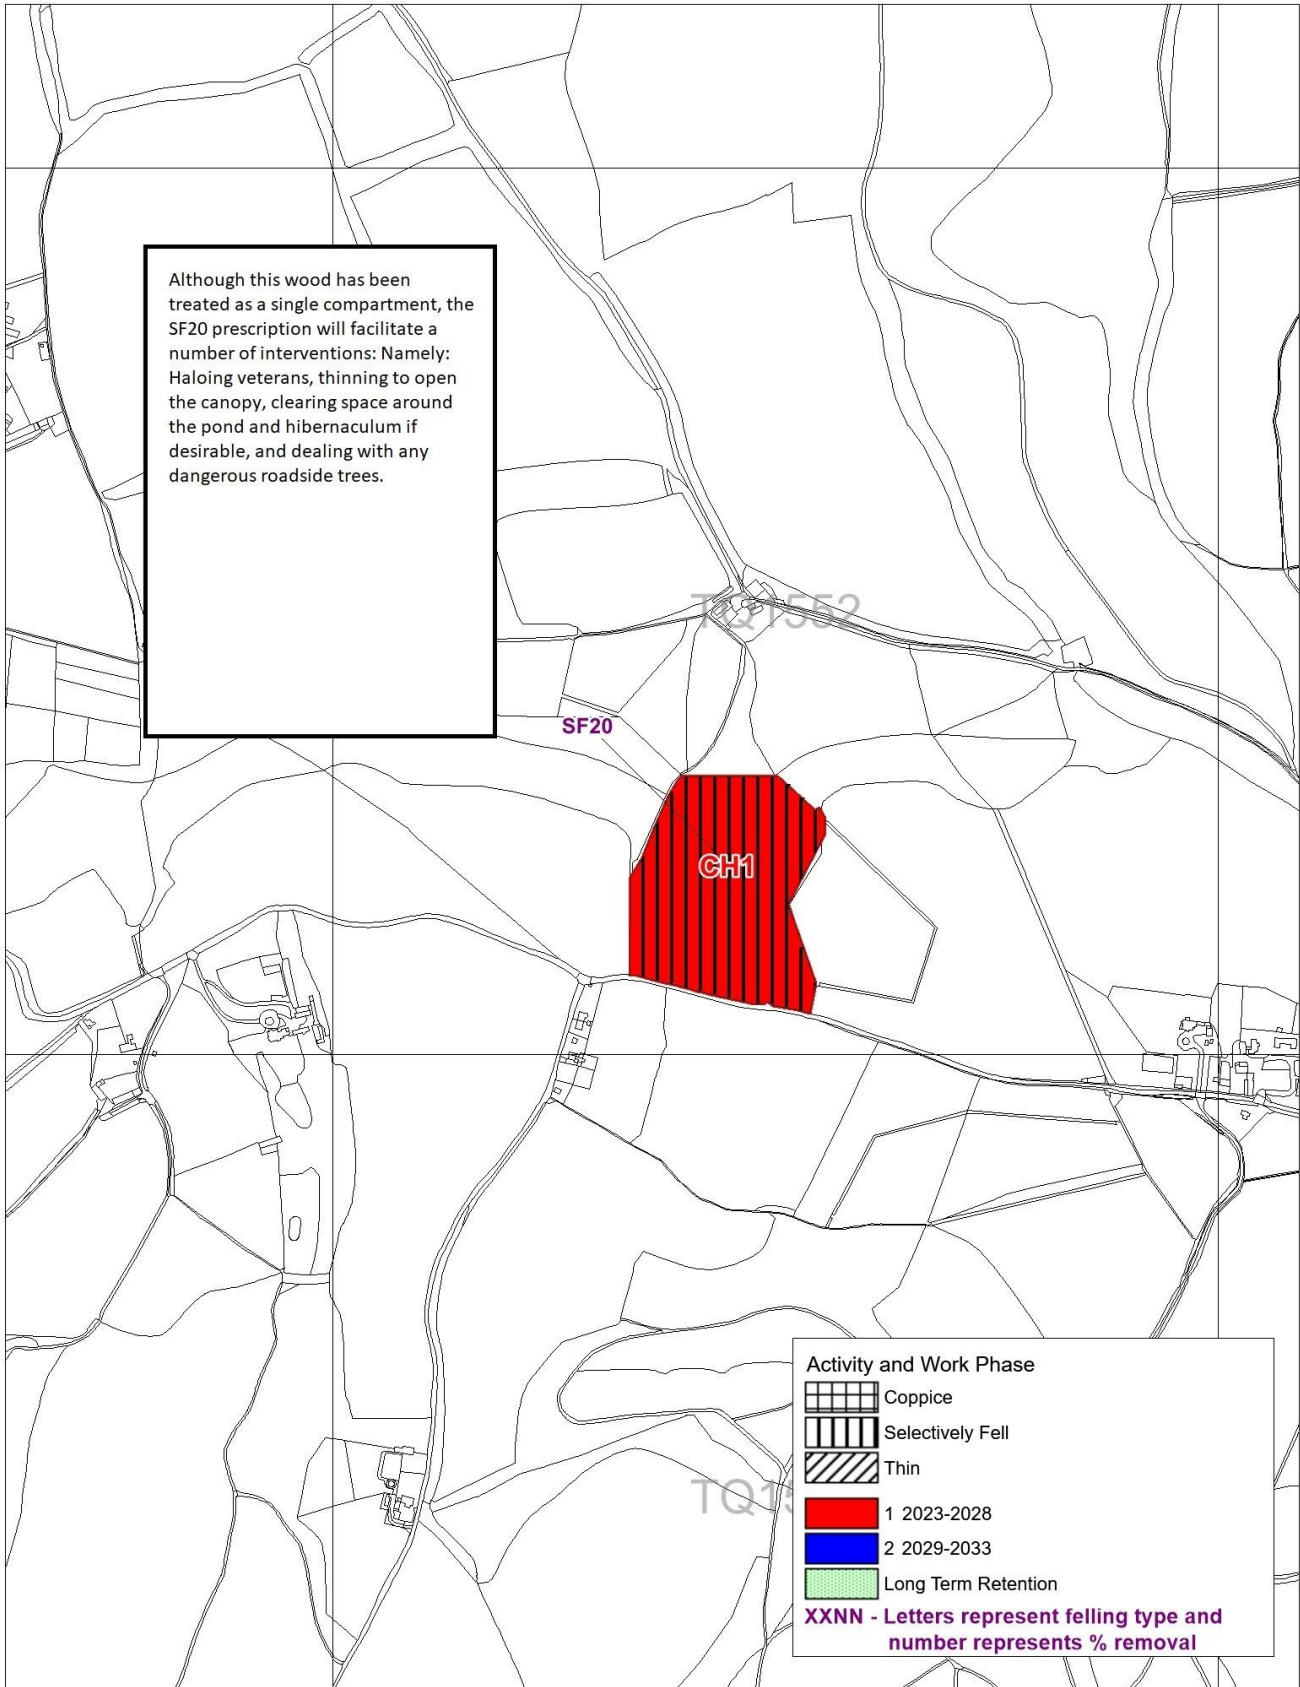 Although this wood has been
treated as a single compartment, the
SF20 prescription will facilitate a
number of interventions: Namely:
Haloing veterans, thinning to open
the canopy, clearing space around
the pond and hibernaculum if
desirable, and dealing with any
dangerous roadside trees.
TQ1552
SF20
CH1
Activity and Work Phase
Coppice
Selectively Fell
Thin
1 2023-2028
2 2029-2033
Long Term Retention
XXNN - Letters represent felling type and
number represents % removal